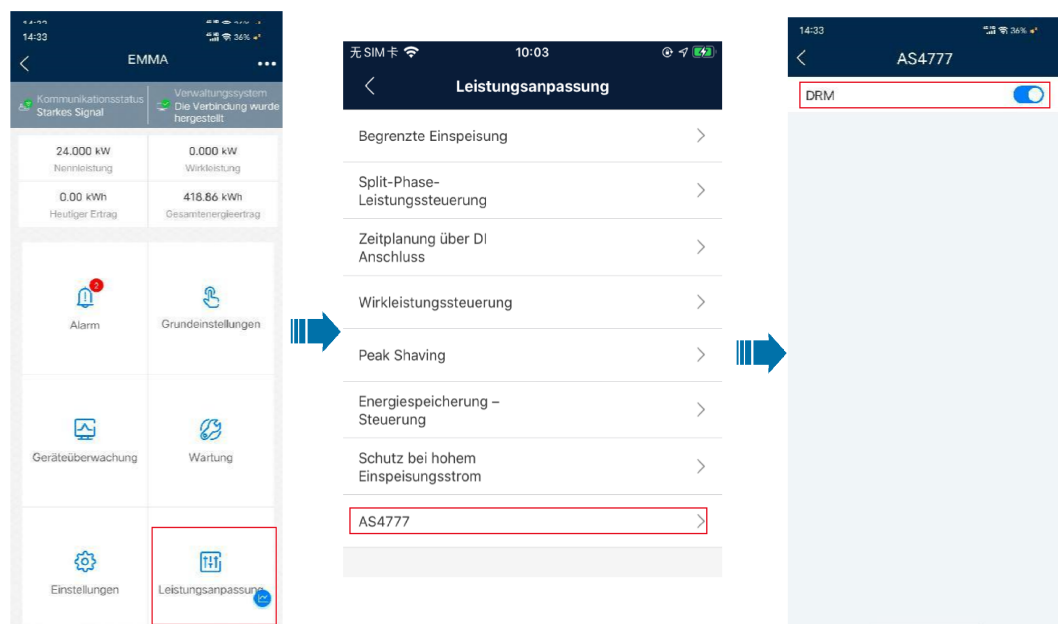 14:33
36%
EMMA
Kommunikationsstatus
Starkes Signal
Verwaltungssystem
Die Verbindung wurde
hergestellt
24.000 kW
Nennleistung
0.000 kW
Wirkleistung
0.00 kWh
Heutiger Ertrag
418.86 kWh
Gesamtenergieertrag
2
Alarm
Grundeinstellungen
Geräteüberwachung
Wartung
Einstellungen
Leistungsanpassung
无SIM卡
10:03
Leistungsanpassung
Begrenzte Einspeisung
Split-Phase-
Leistungssteuerung
Zeitplanung über DI
Anschluss
Wirkleistungssteuerung
Peak Shaving
Energiespeicherung –
Steuerung
Schutz bei hohem
Einspeisungsstrom
AS4777
14:33
36%
AS4777
DRM